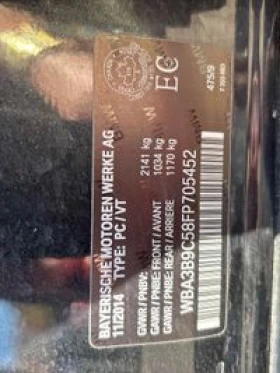 BAYERISCHE MOTOREN WERKE AG
11/2014 TYPE: PC/VT
GVWR / PNBV: 2141 kg
GAWR / PNBE: FRONT / AVANT 1034 kg
GAWR / PNBE: REAR / ARRIERE 1170 kg
WBA3B9C58FP705452
EC
475/9